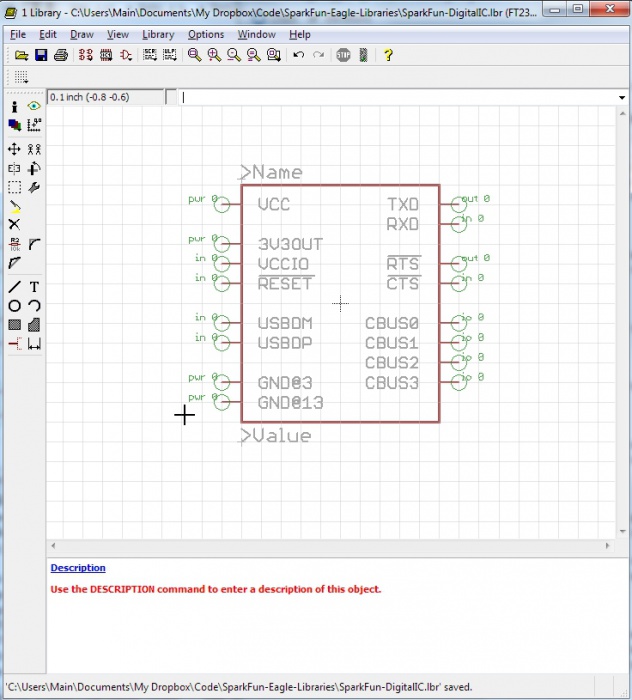 1 Library - C:\Users\Main\Documents\My Dropbox\Code\SparkFun-Eagle-Libraries\SparkFun-DigitalIC.lbr (FT23...
File Edit Draw View Library Options Window Help
0.1 inch (-0.8 -0.6)
>Name
pwr 0 VCC TXD out 0
RXD in 0
pwr 0 3V3OUT
in 0 VCCIO RTS out 0
in 0 RESET CTS in 0
in 0 USBDM CBUS0 io 0
in 0 USBDP CBUS1 io 0
CBUS2 io 0
pwr 0 GND@3 CBUS3 io 0
pwr 0 GND@13
>Value
Description
Use the DESCRIPTION command to enter a description of this object.
'C:\Users\Main\Documents\My Dropbox\Code\SparkFun-Eagle-Libraries\SparkFun-DigitalIC.lbr' saved.